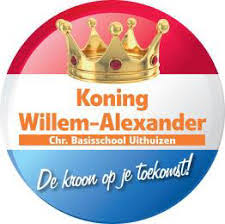 Koning
Willem-Alexander
Chr. Basisschool Uithuizen
De kroon op je toekomst!